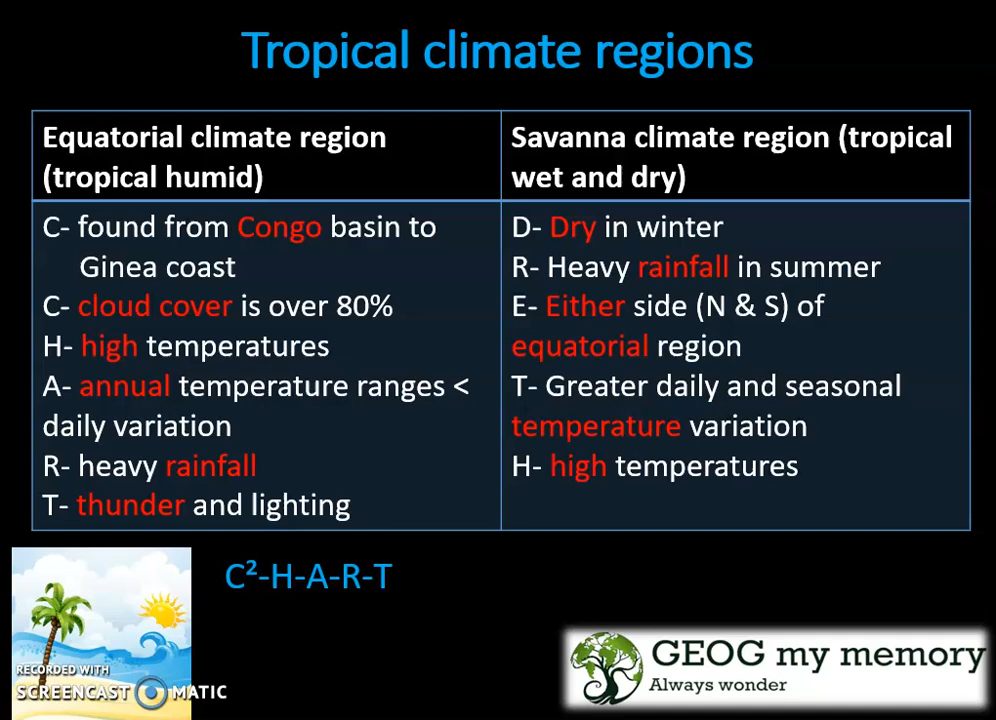 Tropical climate regions
Equatorial climate region
(tropical humid)
C- found from Congo basin to
Ginea coast
C- cloud cover is over 80%
H- high temperatures
A- annual temperature ranges <
daily variation
R- heavy rainfall
T- thunder and lighting
Savanna climate region (tropical
wet and dry)
D- Dry in winter
R- Heavy rainfall in summer
E- Either side (N & S) of
equatorial region
T- Greater daily and seasonal
temperature variation
H- high temperatures
C²-H-A-R-T
RECORDED WITH
SCREENCAST MATIC
GEOG my memory
Always wonder